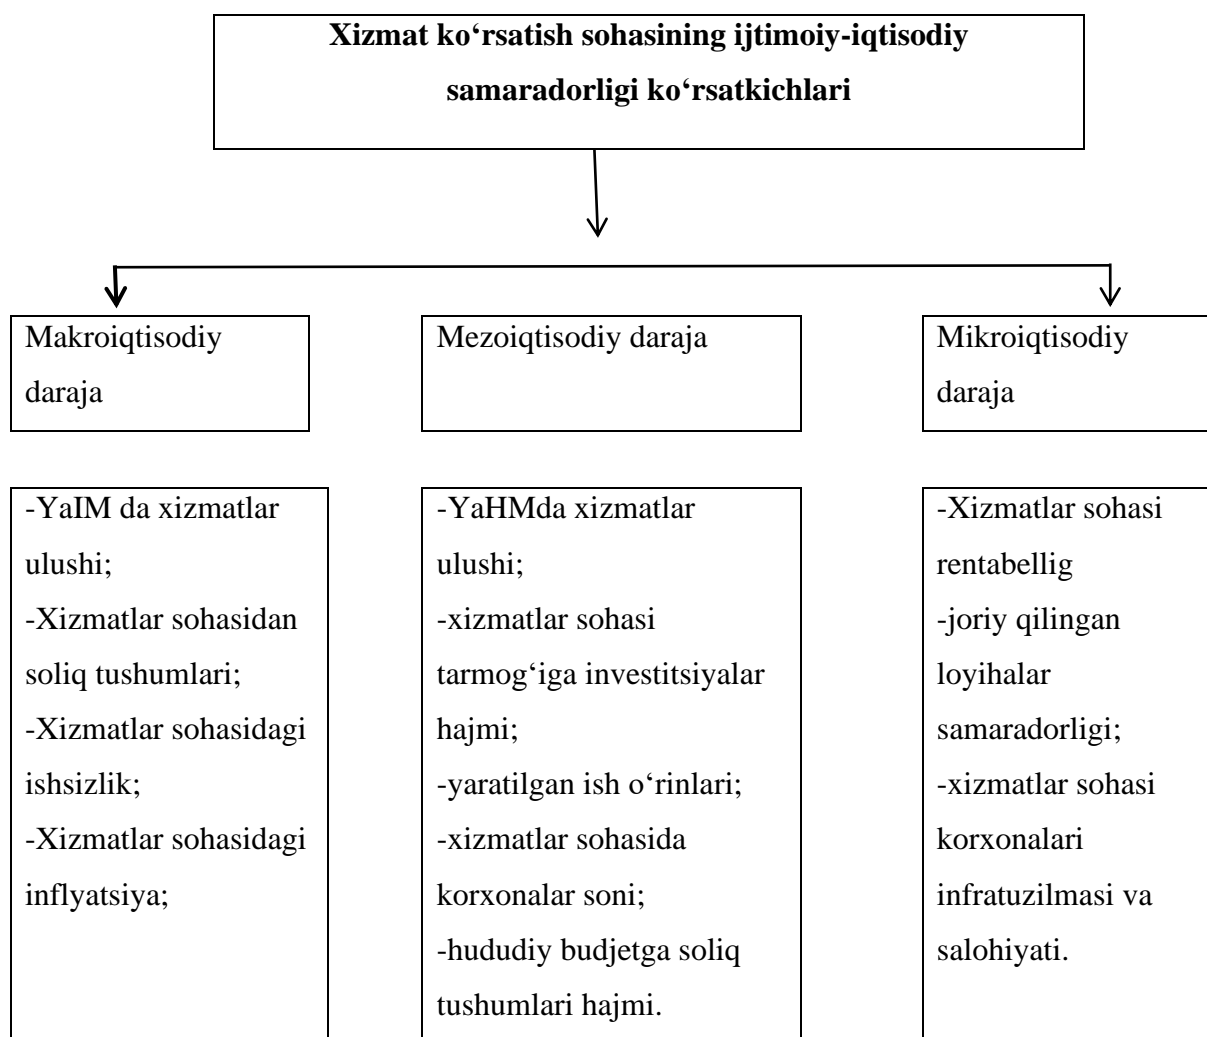 Xizmat ko‘rsatish sohasining ijtimoiy-iqtisodiy
samaradorligi ko‘rsatkichlari
Makroiqtisodiy
daraja
Mezoiqtisodiy daraja
Mikroiqtisodiy
daraja
-YaIM da xizmatlar
ulushi;
-Xizmatlar sohasidan
soliq tushumlari;
-Xizmatlar sohasidagi
ishsizlik;
-Xizmatlar sohasidagi
inflyatsiya;
-YaHMda xizmatlar
ulushi;
-xizmatlar sohasi
tarmog‘iga investitsiyalar
hajmi;
-yaratilgan ish o‘rinlari;
-xizmatlar sohasida
korxonalar soni;
-hududiy budjetga soliq
tushumlari hajmi.
-Xizmatlar sohasi
rentabellig
-joriy qilingan
loyihalar
samaradorligi;
-xizmatlar sohasi
korxonalari
infratuzilmasi va
salohiyati.